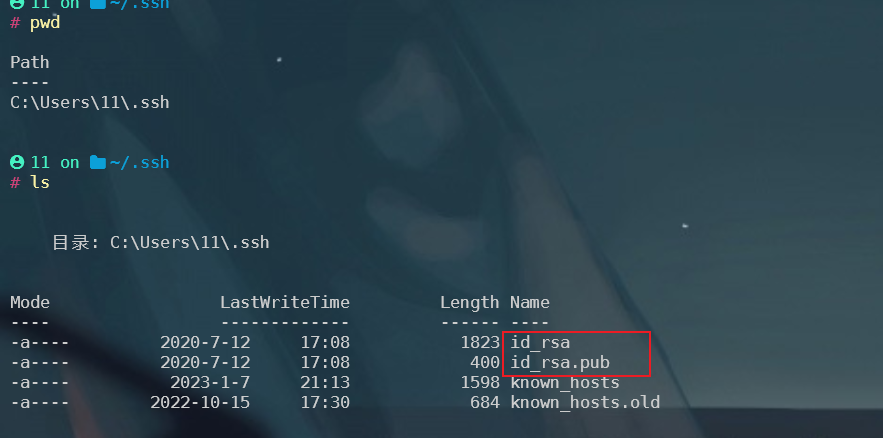 11 on ~/.ssh
# pwd
Path
----
C:\Users\11\.ssh
11 on ~/.ssh
# ls
目录: C:\Users\11\.ssh
Mode LastWriteTime Length Name
---- ------------- ------ ----
-a---- 2020-7-12 17:08 1823 id_rsa
-a---- 2020-7-12 17:08 400 id_rsa.pub
-a---- 2023-1-7 21:13 1598 known_hosts
-a---- 2022-10-15 17:30 684 known_hosts.old